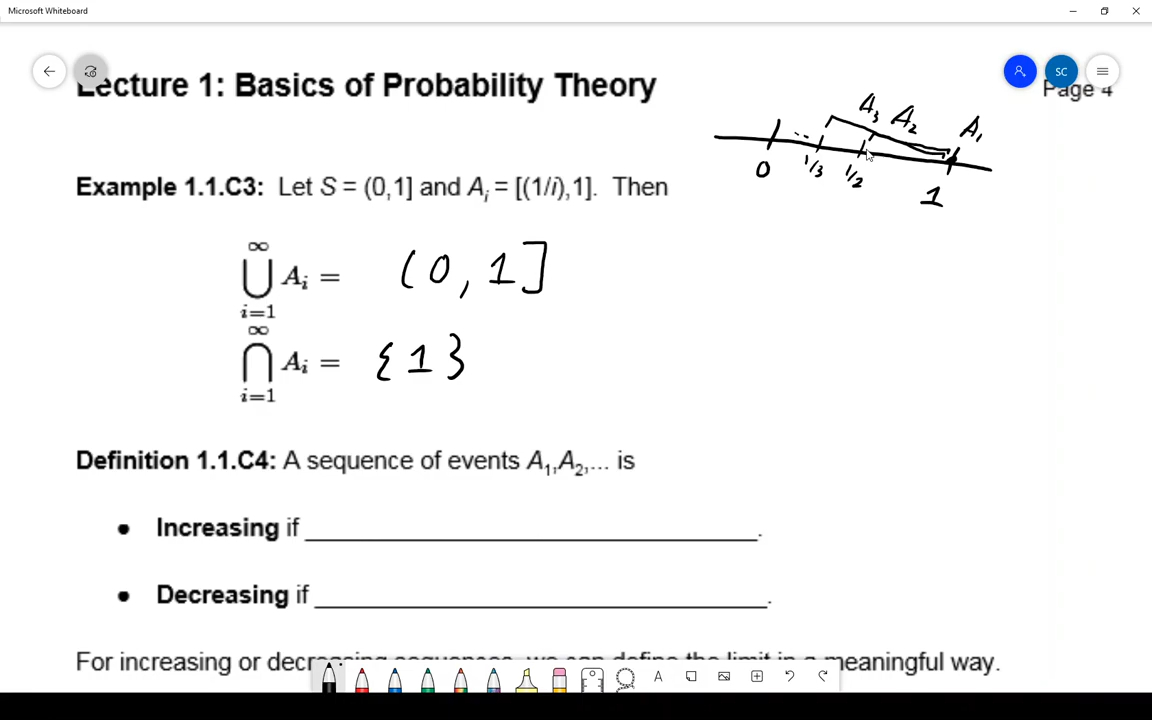 Microsoft Whiteboard
Lecture 1: Basics of Probability Theory
SC
Page 4
A₃ A₂ A₁
0 1/3 1/2 1
Example 1.1.C3: Let S = (0,1] and Aᵢ = [(1/i),1]. Then
∞
⋃ Aᵢ = (0, 1]
i=1
∞
⋂ Aᵢ = {1}
i=1
Definition 1.1.C4: A sequence of events A₁,A₂,... is
● Increasing if ________________.
● Decreasing if ________________.
For increasing or decreasing sequences, we can define the limit in a meaningful way.
A